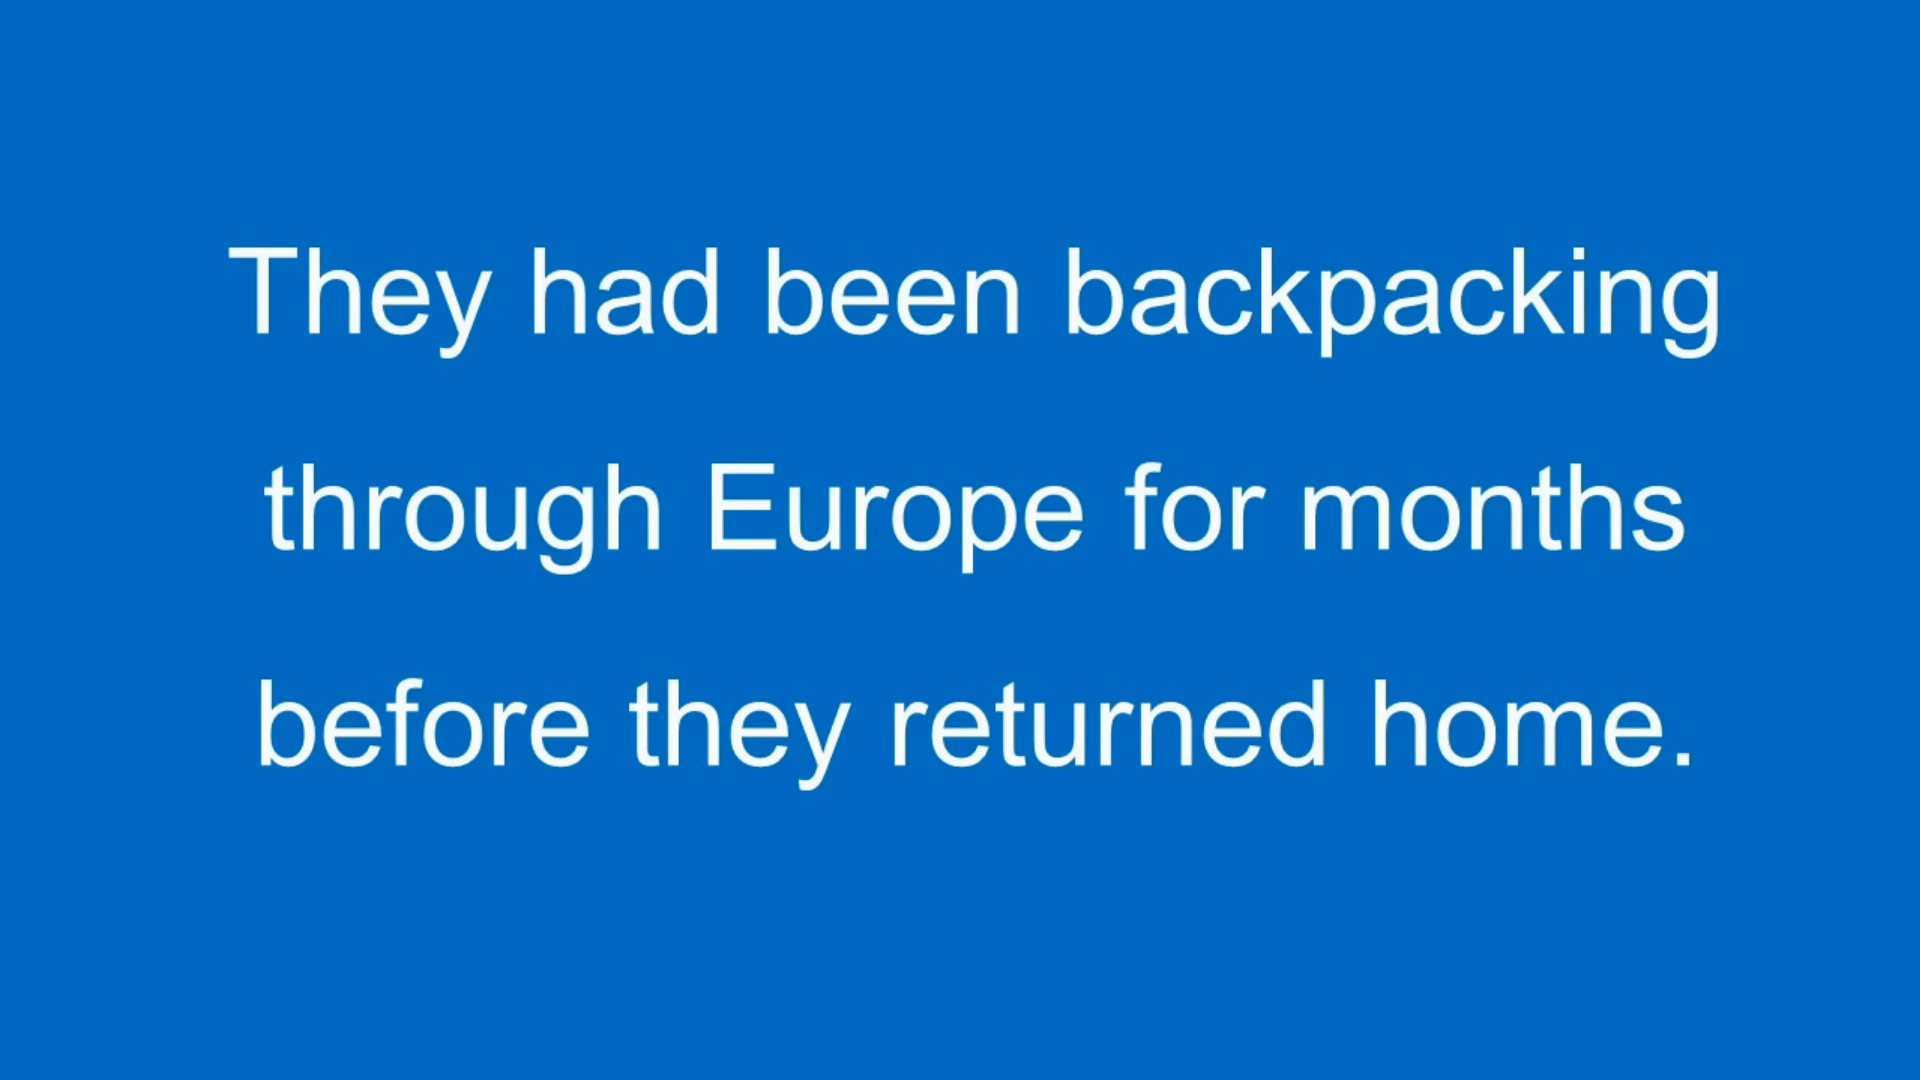 They had been backpacking
through Europe for months
before they returned home.